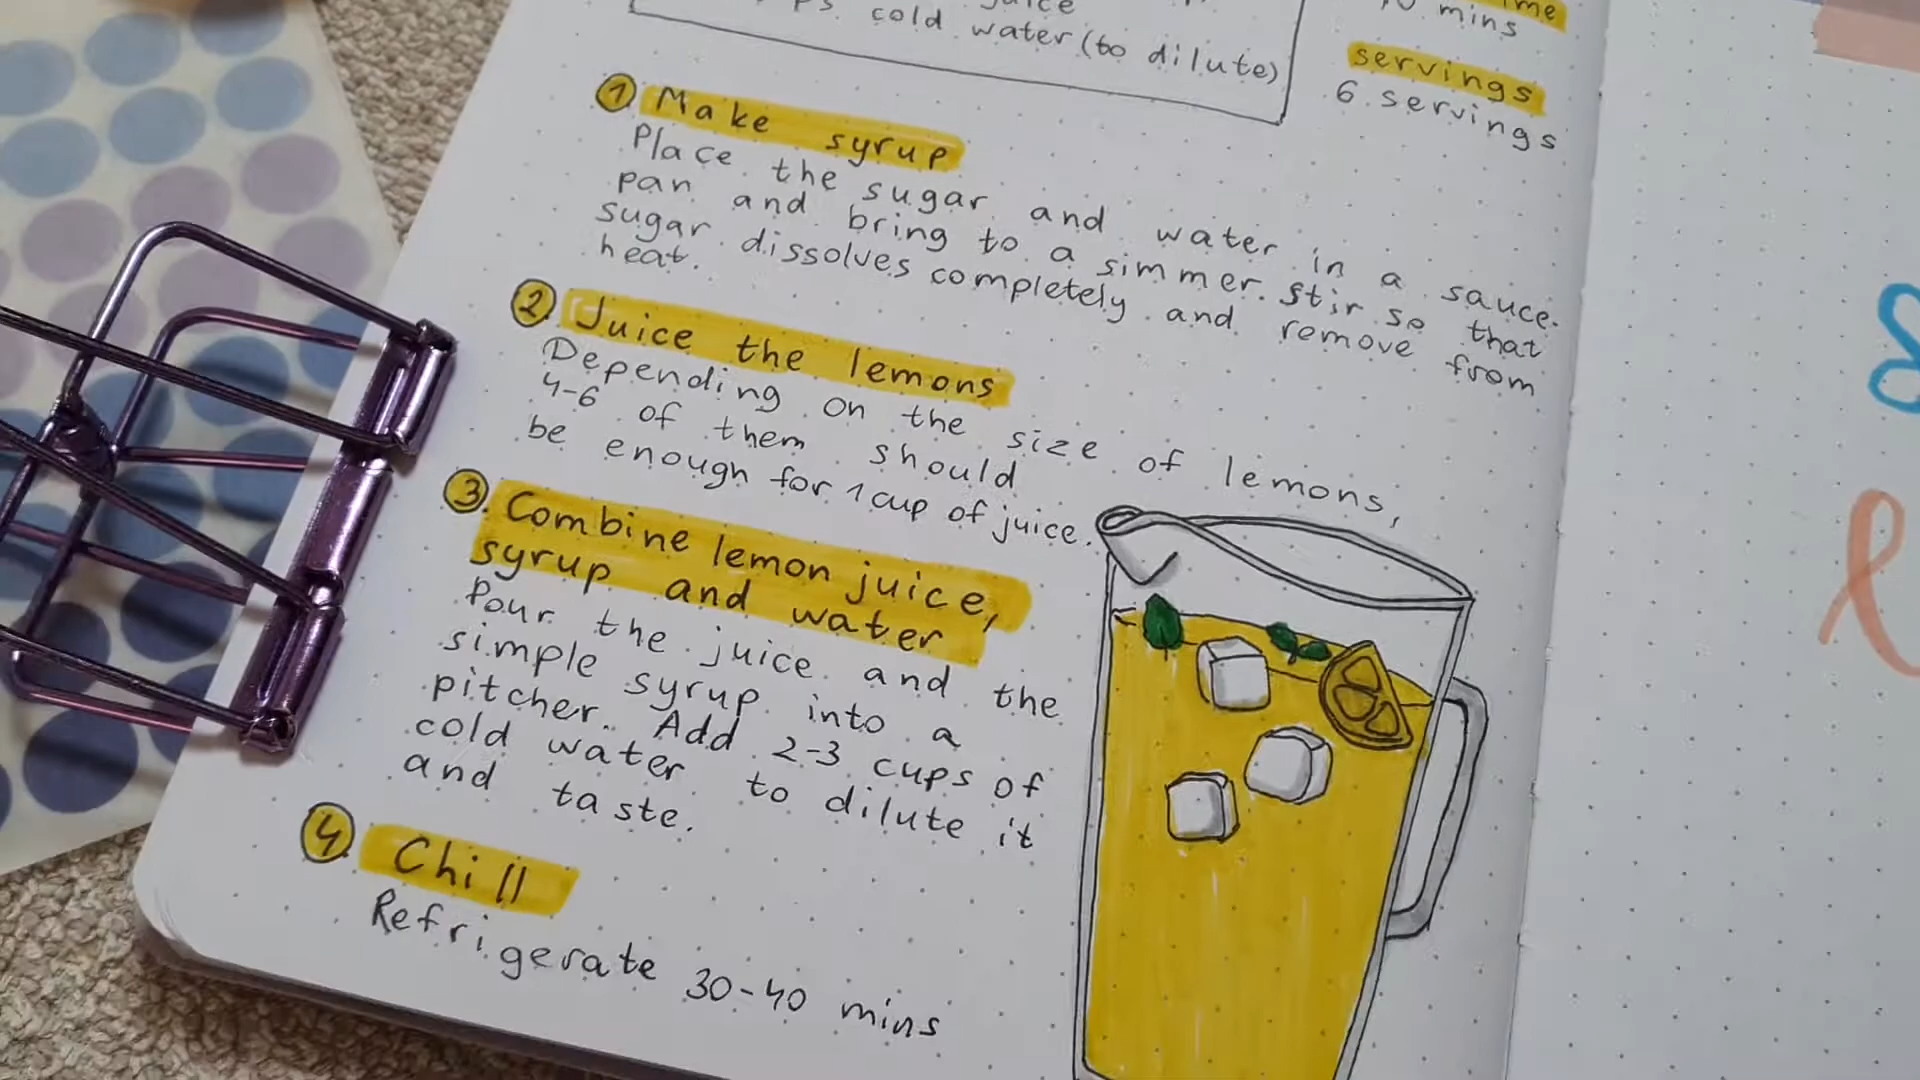 juice
cold water (to dilute)
mins
servings
6 servings
1 Make syrup
Place the sugar and water in a sauce-
pan and bring to a simmer. Stir so that
sugar dissolves completely and remove from
heat.
2 Juice the lemons
Depending on the size of lemons,
4-6 of them should
be enough for 1 cup of juice.
3 Combine lemon juice,
syrup and water
Pour the juice and the
simple syrup into a
pitcher. Add 2-3 cups of
cold water to dilute it
and taste.
4 Chill
Refrigerate 30-40 mins